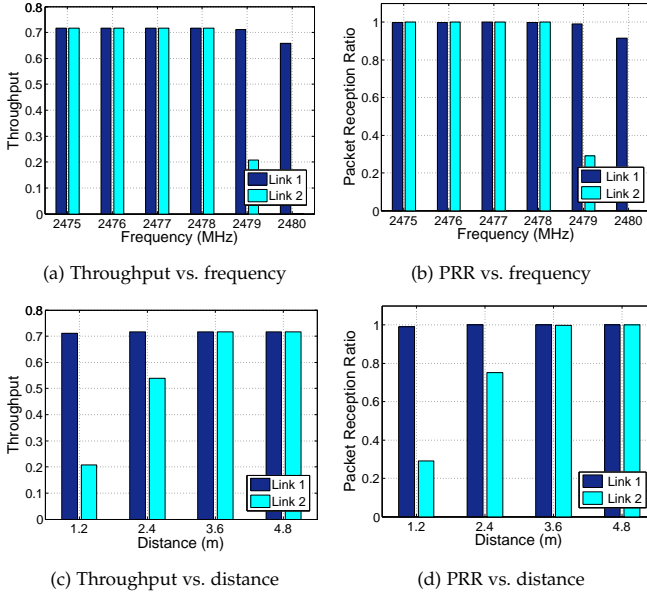 0.8
0.7
0.6
0.5
0.4
0.3
0.2
0.1
0
Throughput
2475 2476 2477 2478 2479 2480
Frequency (MHz)
Link 1
Link 2
(a) Throughput vs. frequency
1
0.8
0.6
0.4
0.2
0
Packet Reception Ratio
2475 2476 2477 2478 2479 2480
Frequency (MHz)
Link 1
Link 2
(b) PRR vs. frequency
0.8
0.7
0.6
0.5
0.4
0.3
0.2
0.1
0
Throughput
1.2 2.4 3.6 4.8
Distance (m)
Link 1
Link 2
(c) Throughput vs. distance
1
0.8
0.6
0.4
0.2
0
Packet Reception Ratio
1.2 2.4 3.6 4.8
Distance (m)
Link 1
Link 2
(d) PRR vs. distance